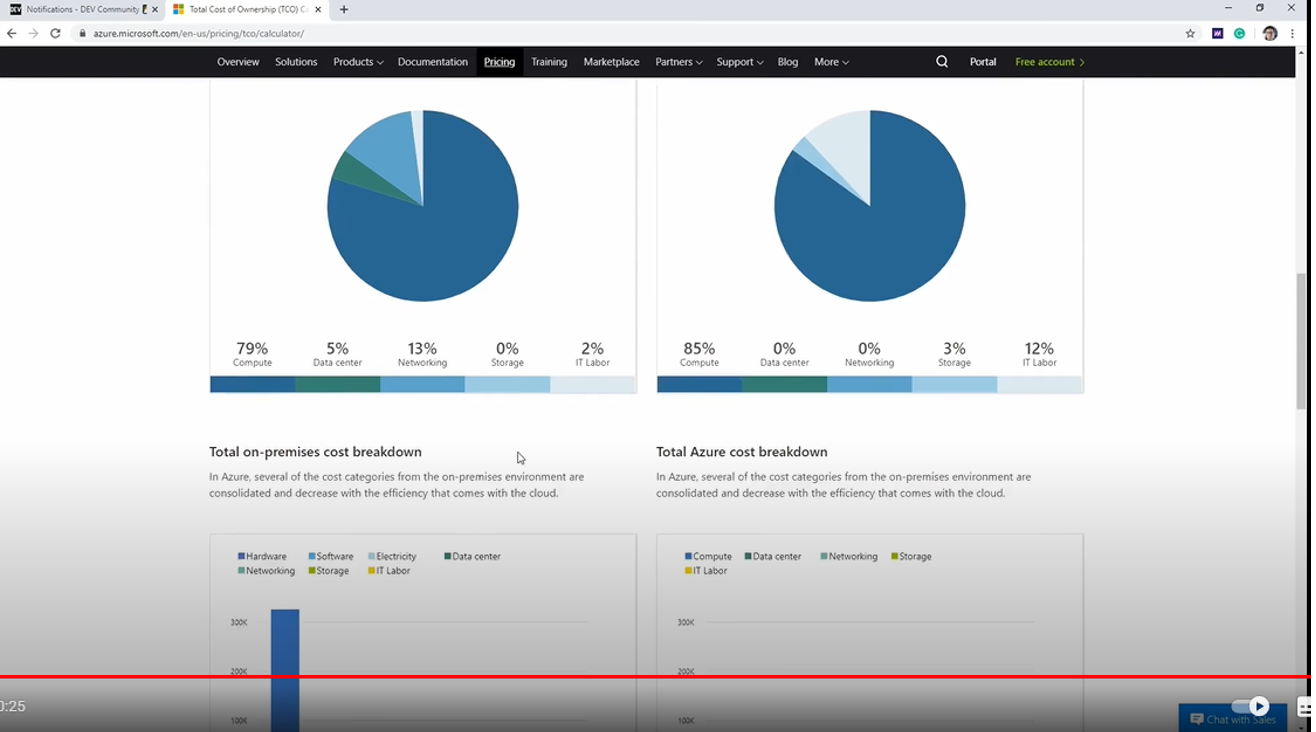 Notifications - DEV Community
Total Cost of Ownership (TCO) C
azure.microsoft.com/en-us/pricing/tco/calculator/
Overview Solutions Products Documentation Pricing Training Marketplace Partners Support Blog More Portal Free account
79% 5% 13% 0% 2%
Compute Data center Networking Storage IT Labor
85% 0% 0% 3% 12%
Compute Data center Networking Storage IT Labor
Total on-premises cost breakdown
In Azure, several of the cost categories from the on-premises environment are
consolidated and decrease with the efficiency that comes with the cloud.
Total Azure cost breakdown
In Azure, several of the cost categories from the on-premises environment are
consolidated and decrease with the efficiency that comes with the cloud.
Hardware Software Electricity Data center
Networking Storage IT Labor
300K
200K
100K
Compute Data center Networking Storage
IT Labor
300K
200K
100K
0:25
Chat with Sales